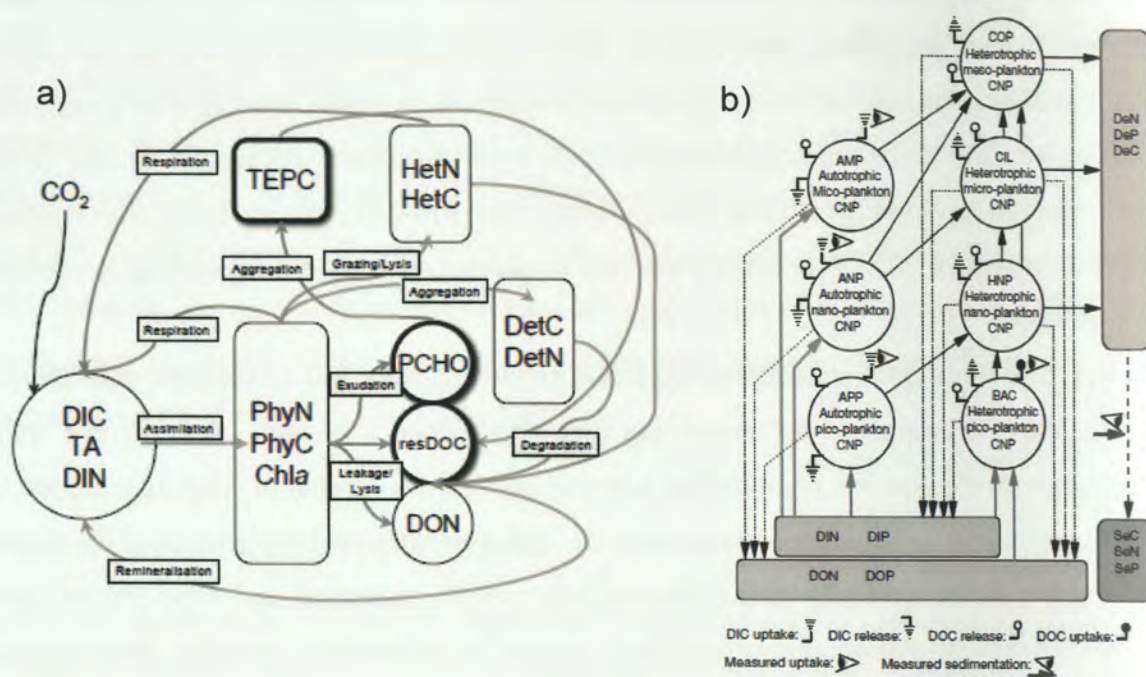 a)
Respiration
CO2
TEPC
HetN
HetC
Aggregation
Grazing/Lysis
Aggregation
Respiration
DetC
DetN
PCHO
Exudation
DIC
TA
DIN
Assimilation
PhyN
PhyC
Chla
resDOC
Degradation
Leakage/
Lysis
DON
Remineralisation
b)
COP
Heterotrophic
meso-plankton
CNP
DeN
DeP
DeC
AMP
Autotrophic
Mico-plankton
CNP
CIL
Heterotrophic
micro-plankton
CNP
ANP
Autotrophic
nano-plankton
CNP
HNP
Heterotrophic
nano-plankton
CNP
APP
Autotrophic
pico-plankton
CNP
BAC
Heterotrophic
pico-plankton
CNP
DIN DIP
DON DOP
SeC
SeN
SeP
DIC uptake: DIC release: DOC release: DOC uptake:
Measured uptake: Measured sedimentation: